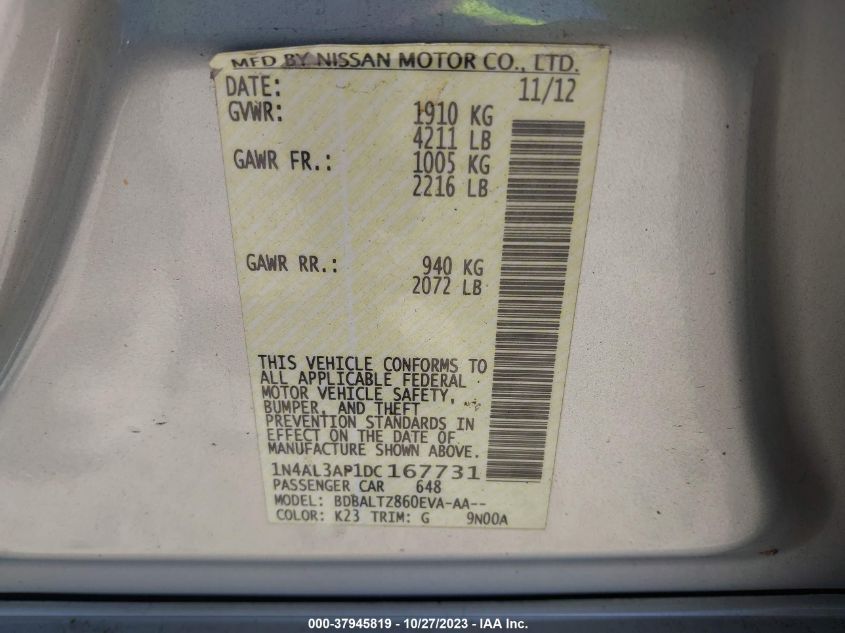 MFD BY NISSAN MOTOR CO., LTD.
DATE: 11/12
GVWR: 1910 KG
4211 LB
GAWR FR.: 1005 KG
2216 LB
GAWR RR.: 940 KG
2072 LB
THIS VEHICLE CONFORMS TO
ALL APPLICABLE FEDERAL
MOTOR VEHICLE SAFETY,
BUMPER, AND THEFT
PREVENTION STANDARDS IN
EFFECT ON THE DATE OF
MANUFACTURE SHOWN ABOVE.
1N4AL3AP1DC167731
PASSENGER CAR 648
MODEL: BDBALTZ860EVA-AA--
COLOR: K23 TRIM: G 9N00A
000-37945819 - 10/27/2023 - IAA Inc.